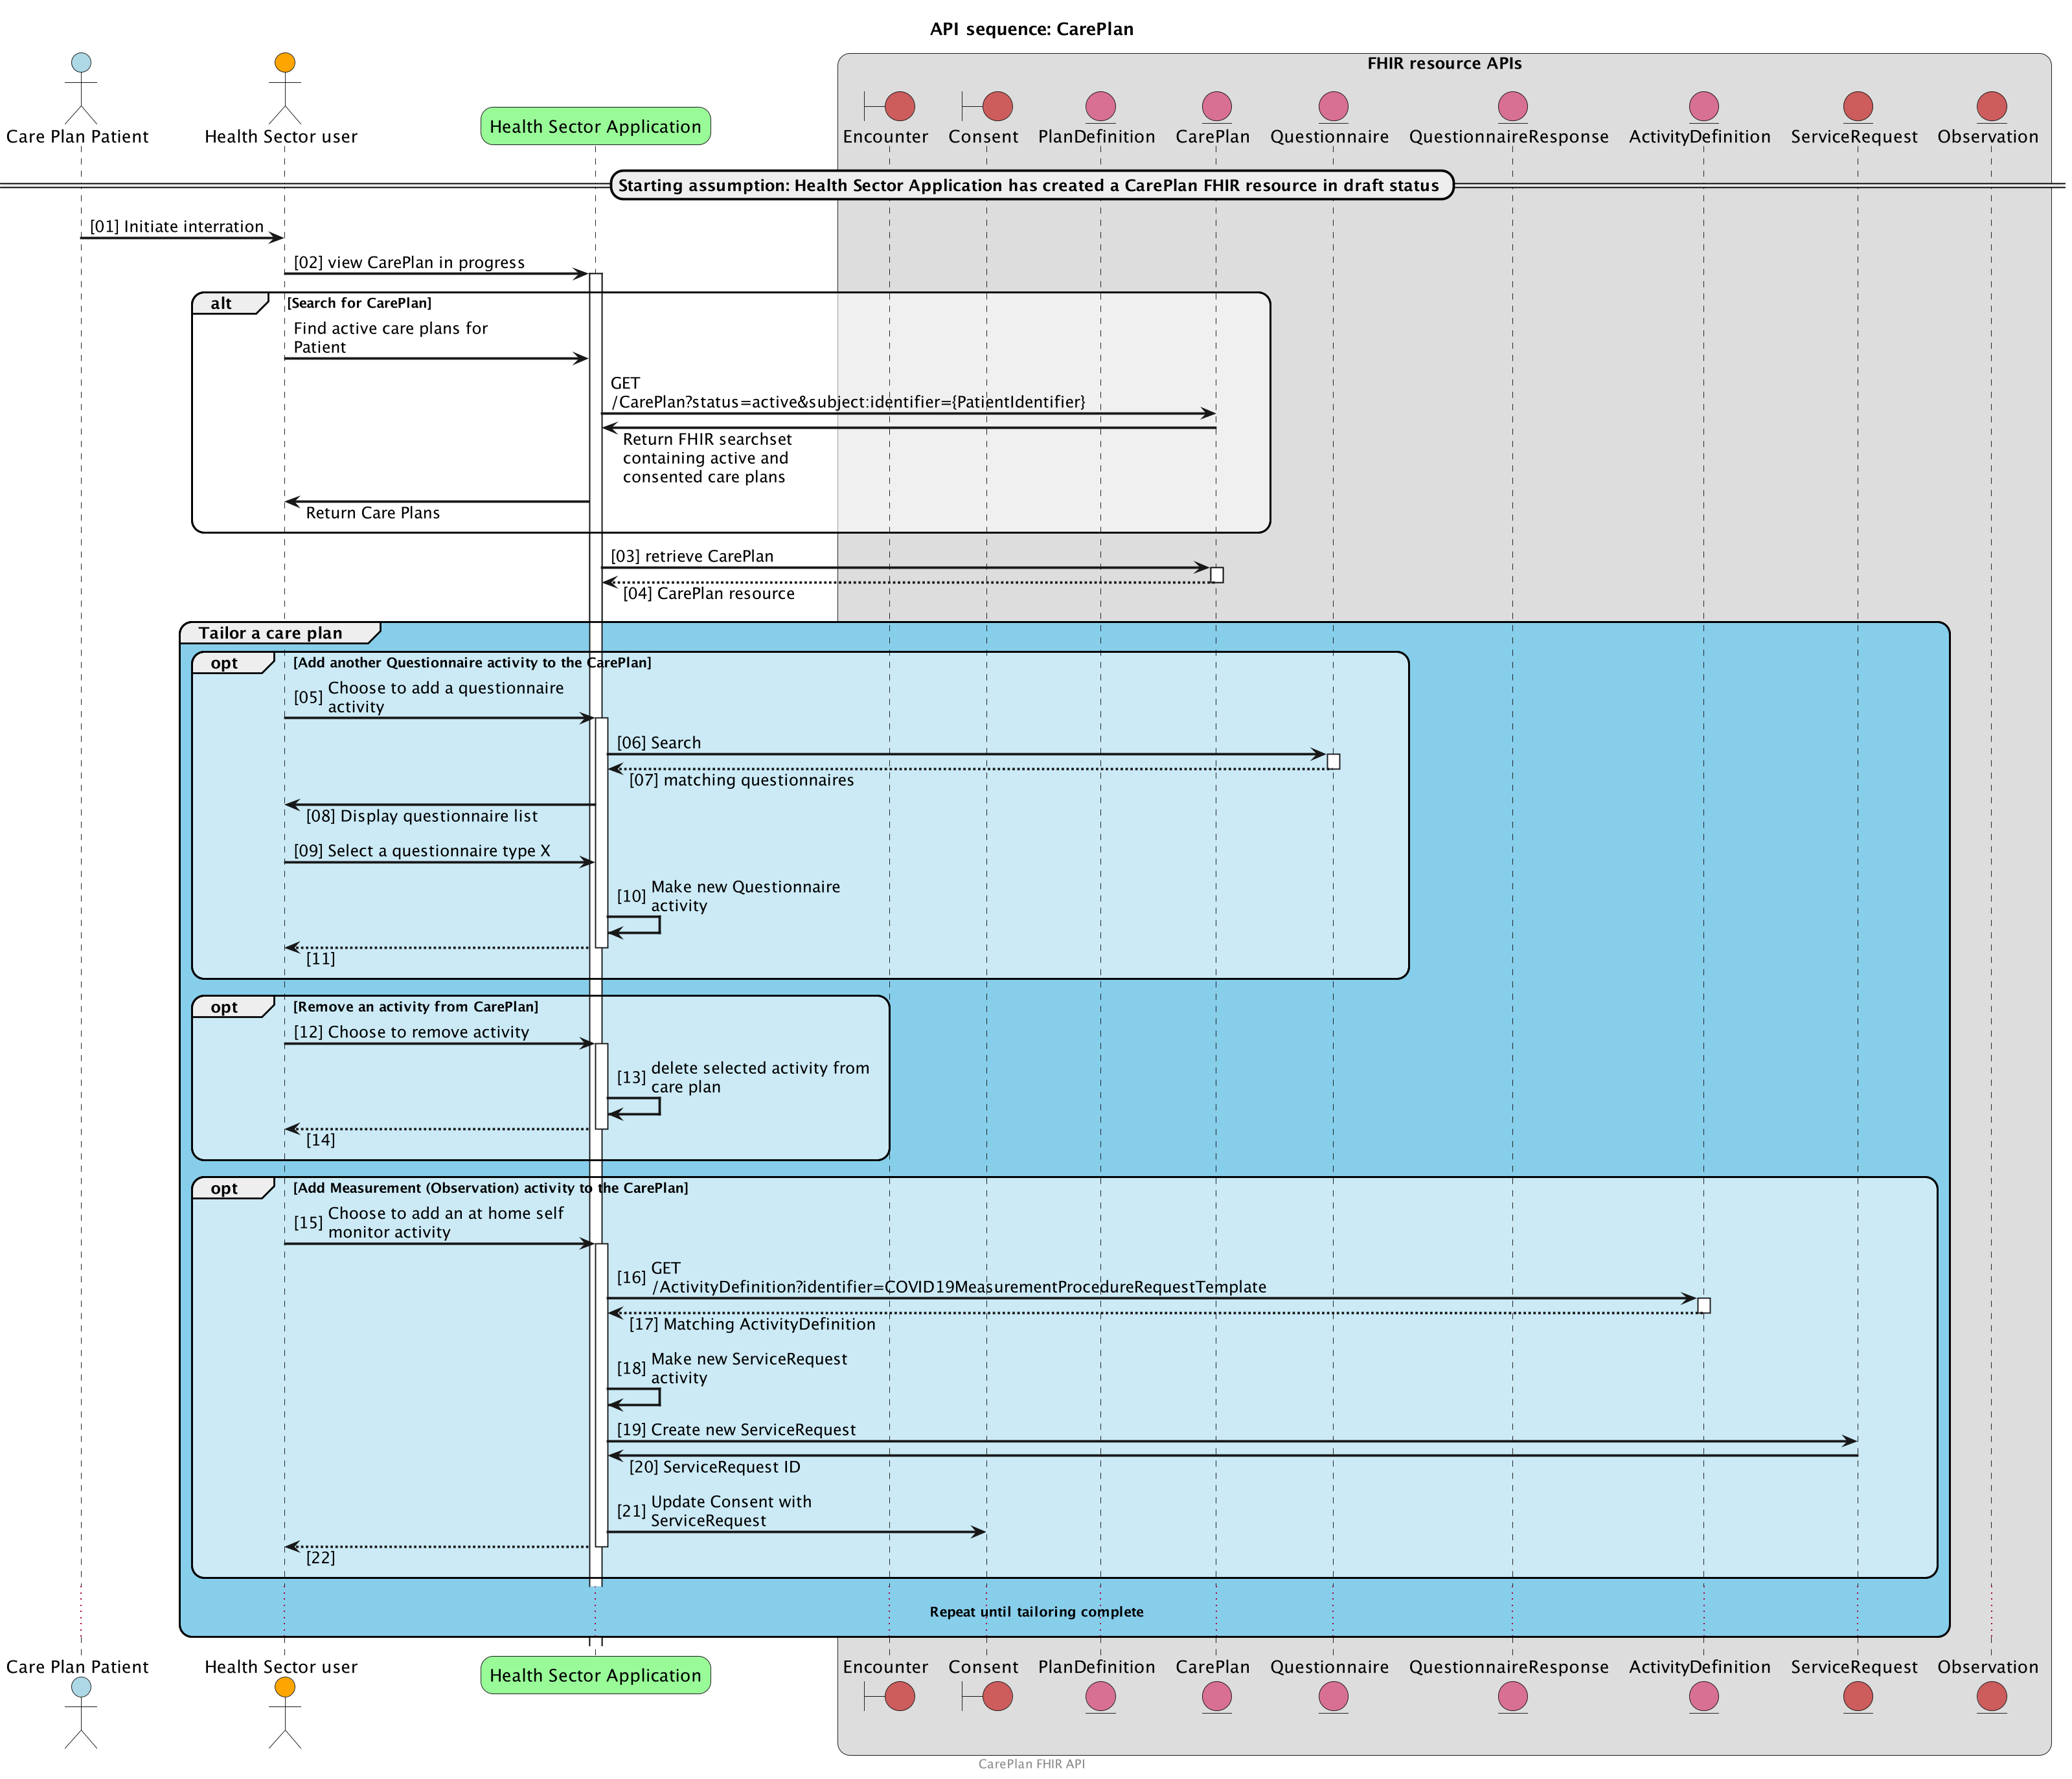 API sequence: CarePlan
FHIR resource APIs
Care Plan Patient
Health Sector user
Health Sector Application
Encounter
Consent
PlanDefinition
CarePlan
Questionnaire
QuestionnaireResponse
ActivityDefinition
ServiceRequest
Observation
Starting assumption: Health Sector Application has created a CarePlan FHIR resource in draft status
[01] Initiate interration
[02] view CarePlan in progress
alt
[Search for CarePlan]
Find active care plans for
Patient
GET
/CarePlan?status=active&subject:identifier={PatientIdentifier}
Return FHIR searchset
containing active and
consented care plans
Return Care Plans
[03] retrieve CarePlan
[04] CarePlan resource
Tailor a care plan
opt
[Add another Questionnaire activity to the CarePlan]
[05] Choose to add a questionnaire
activity
[06] Search
[07] matching questionnaires
[08] Display questionnaire list
[09] Select a questionnaire type X
[10] Make new Questionnaire
activity
[11]
opt
[Remove an activity from CarePlan]
[12] Choose to remove activity
[13] delete selected activity from
care plan
[14]
opt
[Add Measurement (Observation) activity to the CarePlan]
[15] Choose to add an at home self
monitor activity
[16] GET
/ActivityDefinition?identifier=COVID19MeasurementProcedureRequestTemplate
[17] Matching ActivityDefinition
[18] Make new ServiceRequest
activity
[19] Create new ServiceRequest
[20] ServiceRequest ID
[21] Update Consent with
ServiceRequest
[22]
Repeat until tailoring complete
Care Plan Patient
Health Sector user
Health Sector Application
Encounter
Consent
PlanDefinition
CarePlan
Questionnaire
QuestionnaireResponse
ActivityDefinition
ServiceRequest
Observation
CarePlan FHIR API